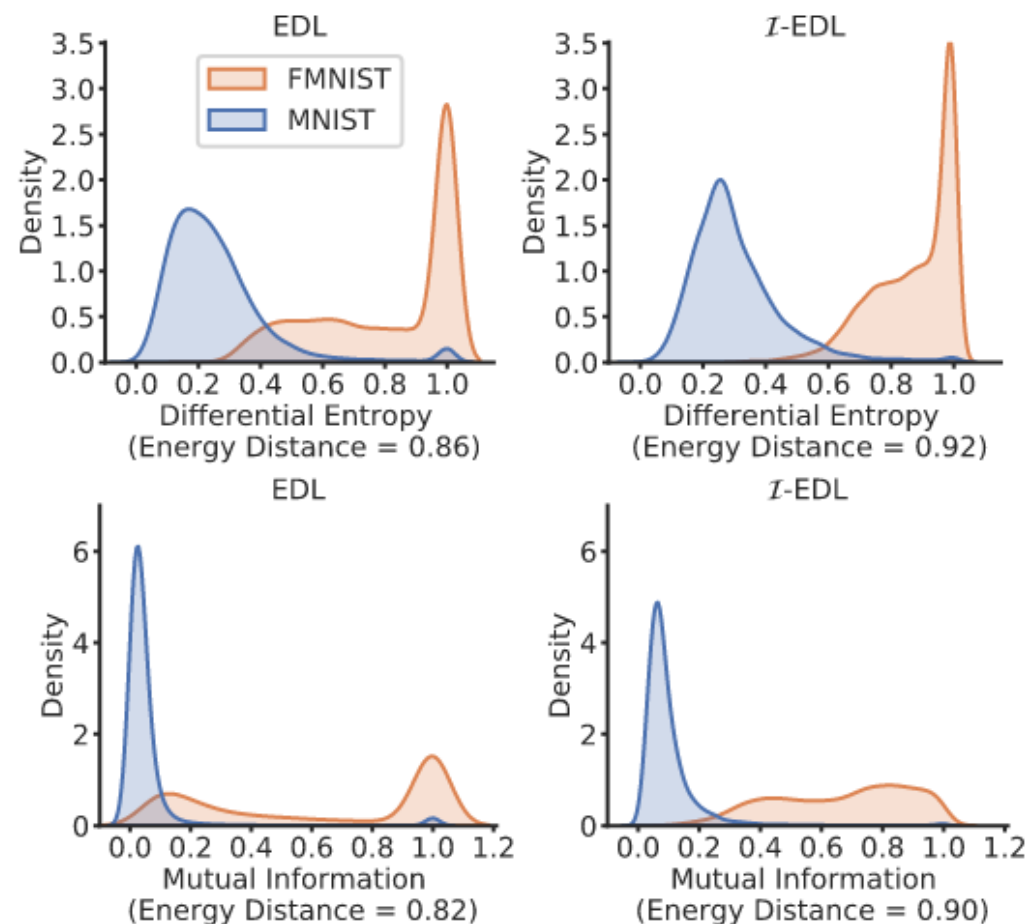 EDL
3.5
3.0
2.5
2.0
1.5
1.0
0.5
0.0
Density
FMNIST
MNIST
0.0 0.2 0.4 0.6 0.8 1.0
Differential Entropy
(Energy Distance = 0.86)
ℐ-EDL
3.5
3.0
2.5
2.0
1.5
1.0
0.5
0.0
Density
0.0 0.2 0.4 0.6 0.8 1.0
Differential Entropy
(Energy Distance = 0.92)
EDL
6
4
2
0
Density
0.0 0.2 0.4 0.6 0.8 1.0 1.2
Mutual Information
(Energy Distance = 0.82)
ℐ-EDL
6
4
2
0
Density
0.0 0.2 0.4 0.6 0.8 1.0 1.2
Mutual Information
(Energy Distance = 0.90)